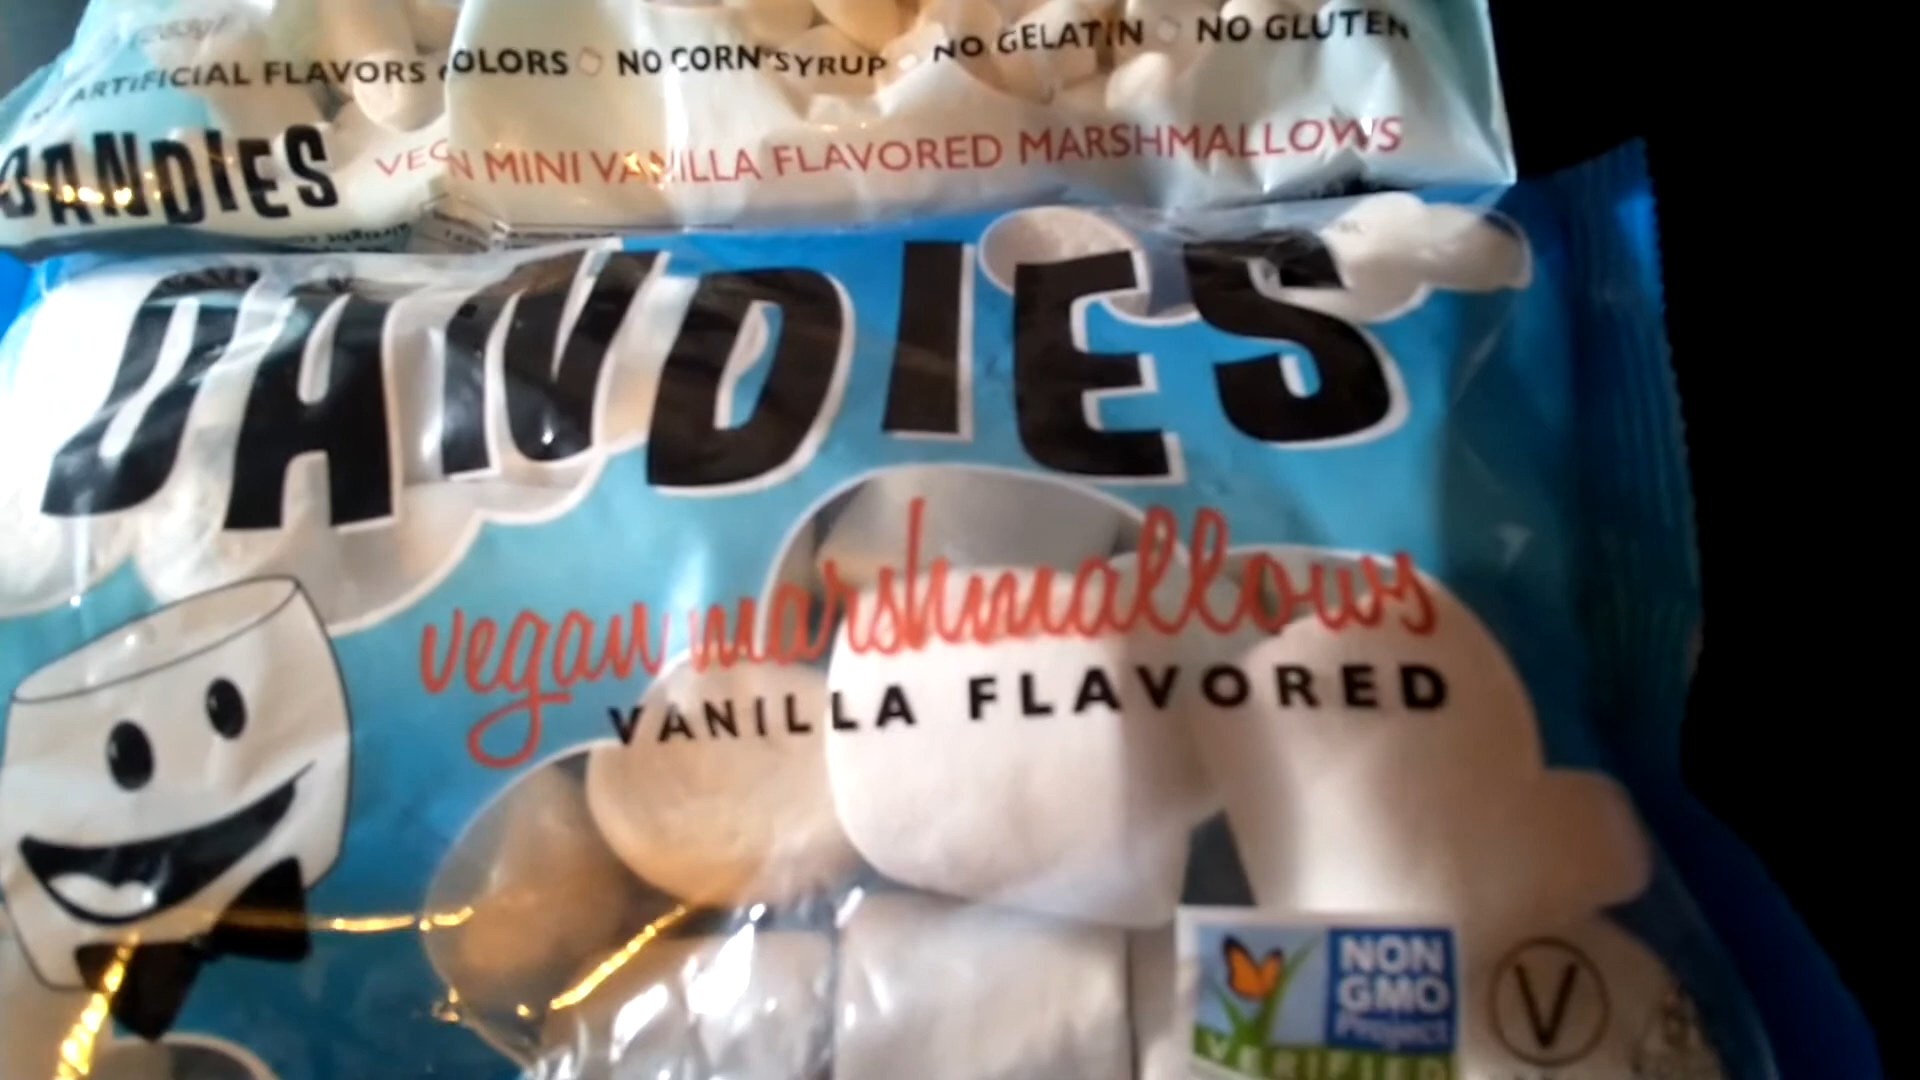 ARTIFICIAL FLAVORS COLORS NO CORN SYRUP NO GELATIN NO GLUTEN
DANDIES VEGAN MINI VANILLA FLAVORED MARSHMALLOWS
DANDIES
vegan marshmallows
VANILLA FLAVORED
NON
GMO
Project
VERIFIED
V